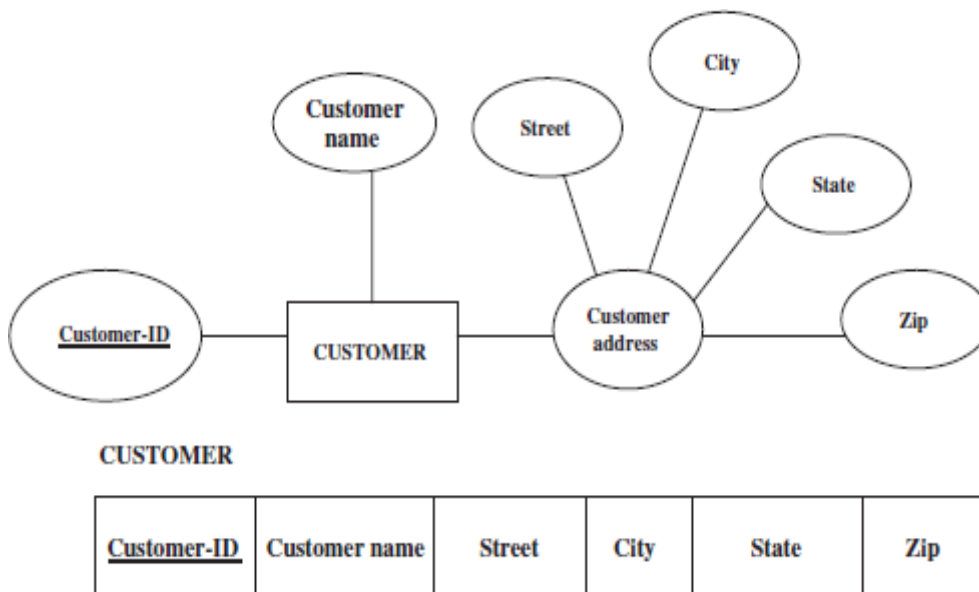 City
Customer
name
Street
State
Customer-ID
CUSTOMER
Customer
address
Zip
CUSTOMER
Customer-ID Customer name Street City State Zip